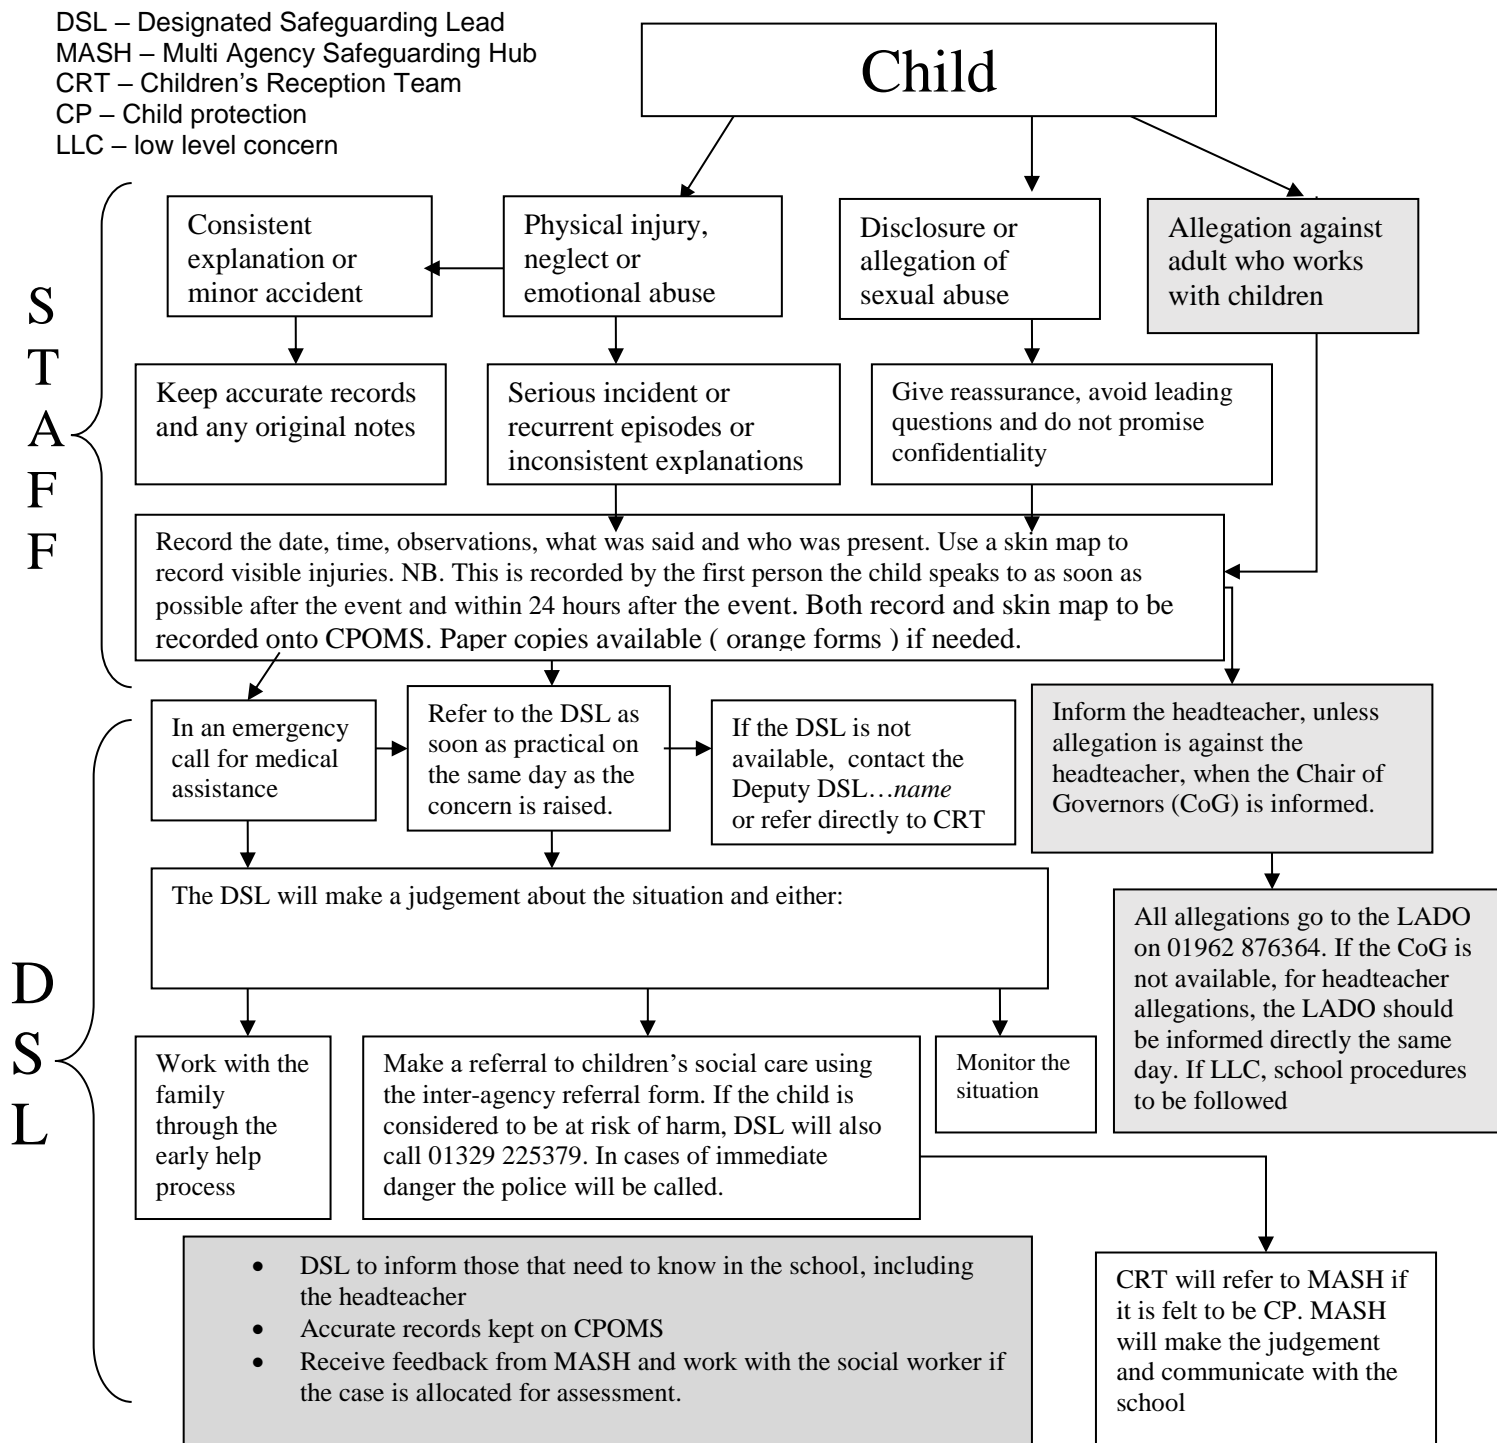 DSL – Designated Safeguarding Lead
MASH – Multi Agency Safeguarding Hub
CRT – Children's Reception Team
CP – Child protection
LLC – low level concern
Child
S
T
A
F
F
Consistent
explanation or
minor accident
Physical injury,
neglect or
emotional abuse
Disclosure or
allegation of
sexual abuse
Allegation against
adult who works
with children
Keep accurate records
and any original notes
Serious incident or
recurrent episodes or
inconsistent explanations
Give reassurance, avoid leading
questions and do not promise
confidentiality
Record the date, time, observations, what was said and who was present. Use a skin map to
record visible injuries. NB. This is recorded by the first person the child speaks to as soon as
possible after the event and within 24 hours after the event. Both record and skin map to be
recorded onto CPOMS. Paper copies available ( orange forms ) if needed.
D
S
L
In an emergency
call for medical
assistance
Refer to the DSL as
soon as practical on
the same day as the
concern is raised.
If the DSL is not
available,  contact the
Deputy DSL…name
or refer directly to CRT
Inform the headteacher, unless
allegation is against the
headteacher, when the Chair of
Governors (CoG) is informed.
The DSL will make a judgement about the situation and either:
All allegations go to the LADO
on 01962 876364. If the CoG is
not available, for headteacher
allegations, the LADO should
be informed directly the same
day. If LLC, school procedures
to be followed
Work with the
family
through the
early help
process
Make a referral to children's social care using
the inter-agency referral form. If the child is
considered to be at risk of harm, DSL will also
call 01329 225379. In cases of immediate
danger the police will be called.
Monitor the
situation
• DSL to inform those that need to know in the school, including
the headteacher
• Accurate records kept on CPOMS
• Receive feedback from MASH and work with the social worker if
the case is allocated for assessment.
CRT will refer to MASH if
it is felt to be CP. MASH
will make the judgement
and communicate with the
school